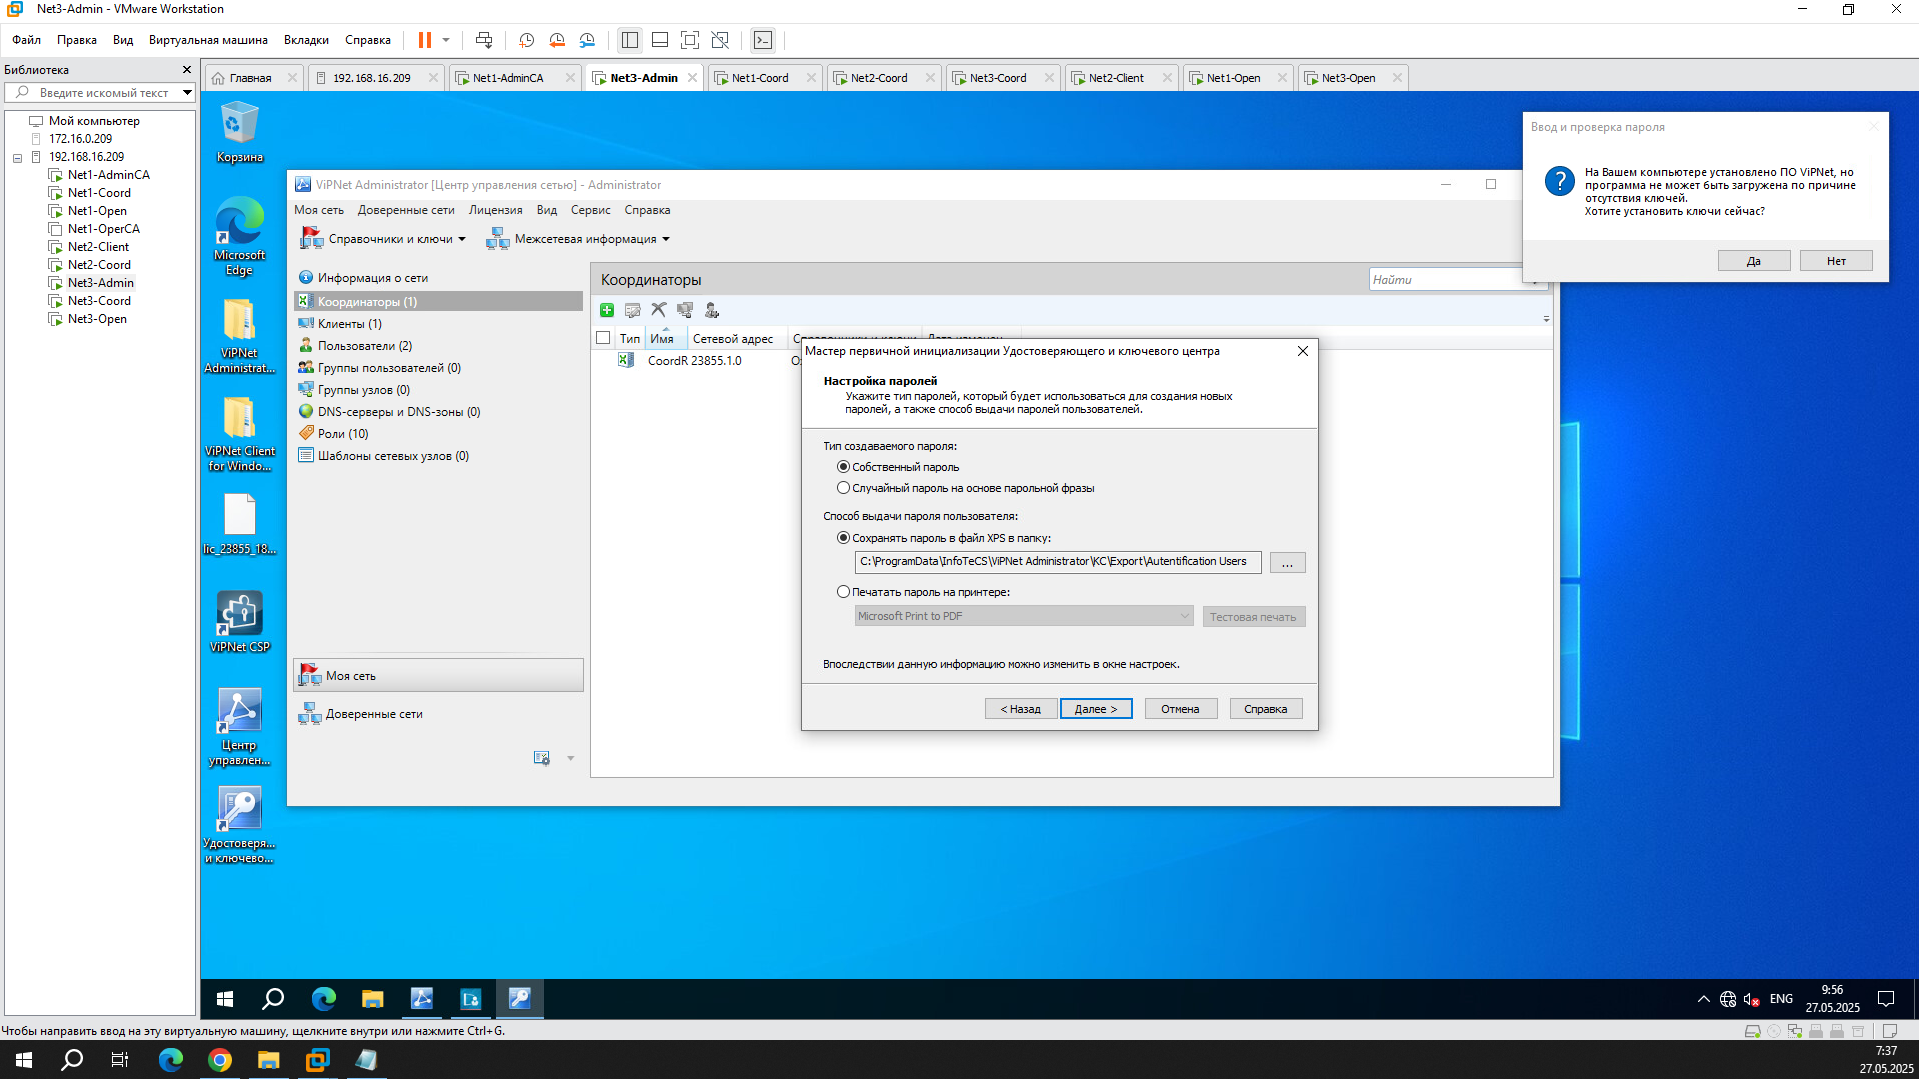 Net3-Admin - VMware Workstation
Файл Правка Вид Виртуальная машина Вкладки Справка
Библиотека
Введите искомый текст
Мой компьютер
172.16.0.209
192.168.16.209
Net1-AdminCA
Net1-Coord
Net1-Open
Net1-OperCA
Net2-Client
Net2-Coord
Net3-Admin
Net3-Coord
Net3-Open
Главная 192.168.16.209 Net1-AdminCA Net3-Admin Net1-Coord Net2-Coord Net3-Coord Net2-Client Net1-Open Net3-Open
Корзина
Microsoft
Edge
ViPNet
Administrat...
ViPNet Client
for Windo...
lic_23855_18...
ViPNet CSP
Центр
управлен...
Удостоверя...
и ключево...
ViPNet Administrator [Центр управления сетью] - Administrator
Моя сеть Доверенные сети Лицензия Вид Сервис Справка
Справочники и ключи Межсетевая информация
Информация о сети
Координаторы (1)
Клиенты (1)
Пользователи (2)
Группы пользователей (0)
Группы узлов (0)
DNS-серверы и DNS-зоны (0)
Роли (10)
Шаблоны сетевых узлов (0)
Моя сеть
Доверенные сети
Координаторы
Найти
Тип Имя Сетевой адрес Справочники и ключи Дата изменен
CoordR 23855.1.0
Мастер первичной инициализации Удостоверяющего и ключевого центра
Настройка паролей
Укажите тип паролей, который будет использоваться для создания новых
паролей, а также способ выдачи паролей пользователей.
Тип создаваемого пароля:
Собственный пароль
Случайный пароль на основе парольной фразы
Способ выдачи пароля пользователя:
Сохранять пароль в файл XPS в папку:
C:\ProgramData\InfoTeCS\ViPNet Administrator\KC\Export\Autentification Users
...
Печатать пароль на принтере:
Microsoft Print to PDF Тестовая печать
Впоследствии данную информацию можно изменить в окне настроек.
< Назад Далее > Отмена Справка
Ввод и проверка пароля
На Вашем компьютере установлено ПО ViPNet, но
программа не может быть загружена по причине
отсутствия ключей.
Хотите установить ключи сейчас?
Да Нет
ENG
9:56
27.05.2025
Чтобы направить ввод на эту виртуальную машину, щелкните внутри или нажмите Ctrl+G.
7:37
27.05.2025